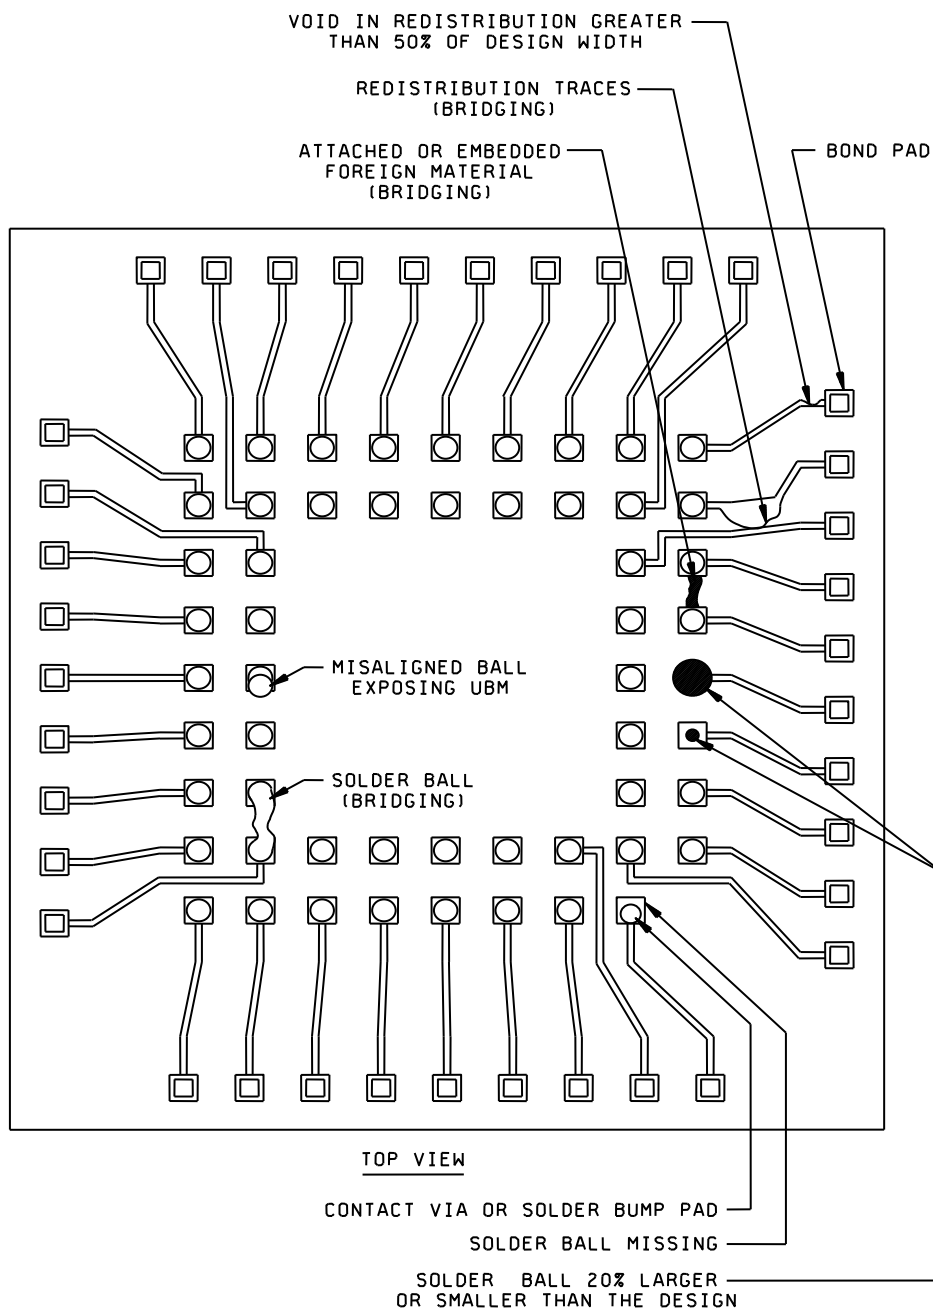 VOID IN REDISTRIBUTION GREATER
THAN 50% OF DESIGN WIDTH
REDISTRIBUTION TRACES
(BRIDGING)
ATTACHED OR EMBEDDED
FOREIGN MATERIAL
(BRIDGING)
BOND PAD
MISALIGNED BALL
EXPOSING UBM
SOLDER BALL
(BRIDGING)
TOP VIEW
CONTACT VIA OR SOLDER BUMP PAD
SOLDER BALL MISSING
SOLDER BALL 20% LARGER
OR SMALLER THAN THE DESIGN